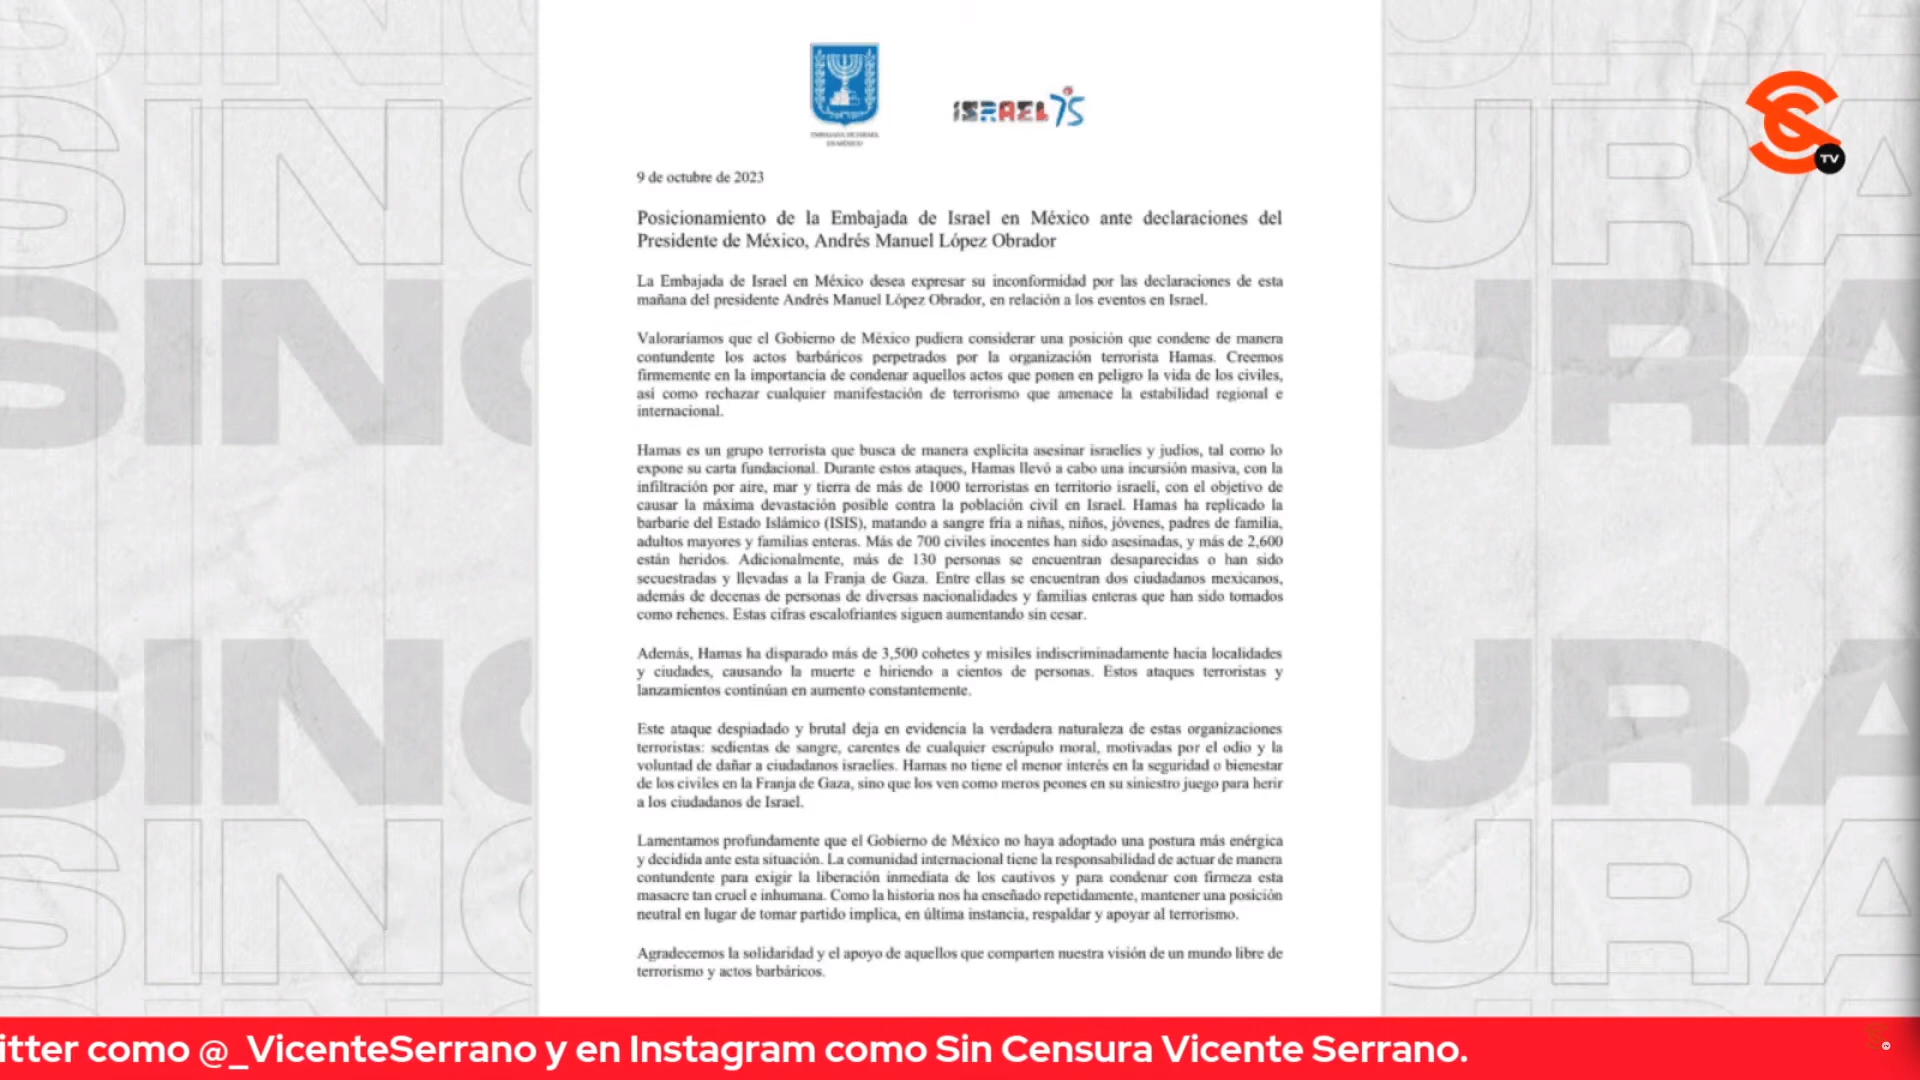 EMBAJADA DE ISRAEL
EN MÉXICO
ISRAEL 75
TV
9 de octubre de 2023
Posicionamiento de la Embajada de Israel en México ante declaraciones del
Presidente de México, Andrés Manuel López Obrador
La Embajada de Israel en México desea expresar su inconformidad por las declaraciones de esta
mañana del presidente Andrés Manuel López Obrador, en relación a los eventos en Israel.
Valoraríamos que el Gobierno de México pudiera considerar una posición que condene de manera
contundente los actos barbáricos perpetrados por la organización terrorista Hamas. Creemos
firmemente en la importancia de condenar aquellos actos que ponen en peligro la vida de los civiles,
así como rechazar cualquier manifestación de terrorismo que amenace la estabilidad regional e
internacional.
Hamas es un grupo terrorista que busca de manera explícita asesinar israelíes y judíos, tal como lo
expone su carta fundacional. Durante estos ataques, Hamas llevó a cabo una incursión masiva, con la
infiltración por aire, mar y tierra de más de 1000 terroristas en territorio israelí, con el objetivo de
causar la máxima devastación posible contra la población civil en Israel. Hamas ha replicado la
barbarie del Estado Islámico (ISIS), matando a sangre fría a niñas, niños, jóvenes, padres de familia,
adultos mayores y familias enteras. Más de 700 civiles inocentes han sido asesinadas, y más de 2,600
están heridos. Adicionalmente, más de 130 personas se encuentran desaparecidas o han sido
secuestradas y llevadas a la Franja de Gaza. Entre ellas se encuentran dos ciudadanos mexicanos,
además de decenas de personas de diversas nacionalidades y familias enteras que han sido tomados
como rehenes. Estas cifras escalofriantes siguen aumentando sin cesar.
Además, Hamas ha disparado más de 3,500 cohetes y misiles indiscriminadamente hacia localidades
y ciudades, causando la muerte e hiriendo a cientos de personas. Estos ataques terroristas y
lanzamientos continúan en aumento constantemente.
Este ataque despiadado y brutal deja en evidencia la verdadera naturaleza de estas organizaciones
terroristas: sedientas de sangre, carentes de cualquier escrúpulo moral, motivadas por el odio y la
voluntad de dañar a ciudadanos israelíes. Hamas no tiene el menor interés en la seguridad o bienestar
de los civiles en la Franja de Gaza, sino que los ven como meros peones en su siniestro juego para herir
a los ciudadanos de Israel.
Lamentamos profundamente que el Gobierno de México no haya adoptado una postura más enérgica
y decidida ante esta situación. La comunidad internacional tiene la responsabilidad de actuar de manera
contundente para exigir la liberación inmediata de los cautivos y para condenar con firmeza esta
masacre tan cruel e inhumana. Como la historia nos ha enseñado repetidamente, mantener una posición
neutral en lugar de tomar partido implica, en última instancia, respaldar y apoyar al terrorismo.
Agradecemos la solidaridad y el apoyo de aquellos que comparten nuestra visión de un mundo libre de
terrorismo y actos barbáricos.
itter como @_VicenteSerrano y en Instagram como Sin Censura Vicente Serrano.